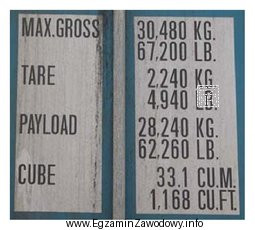 MAX.GROSS 30,480 KG.
67,200 LB.
TARE 2,240 KG.
4,940 LB.
PAYLOAD 28,240 KG.
62,260 LB.
CUBE 33.1 CU.M.
1,168 CU.FT.
www.EgzaminZawodowy.info